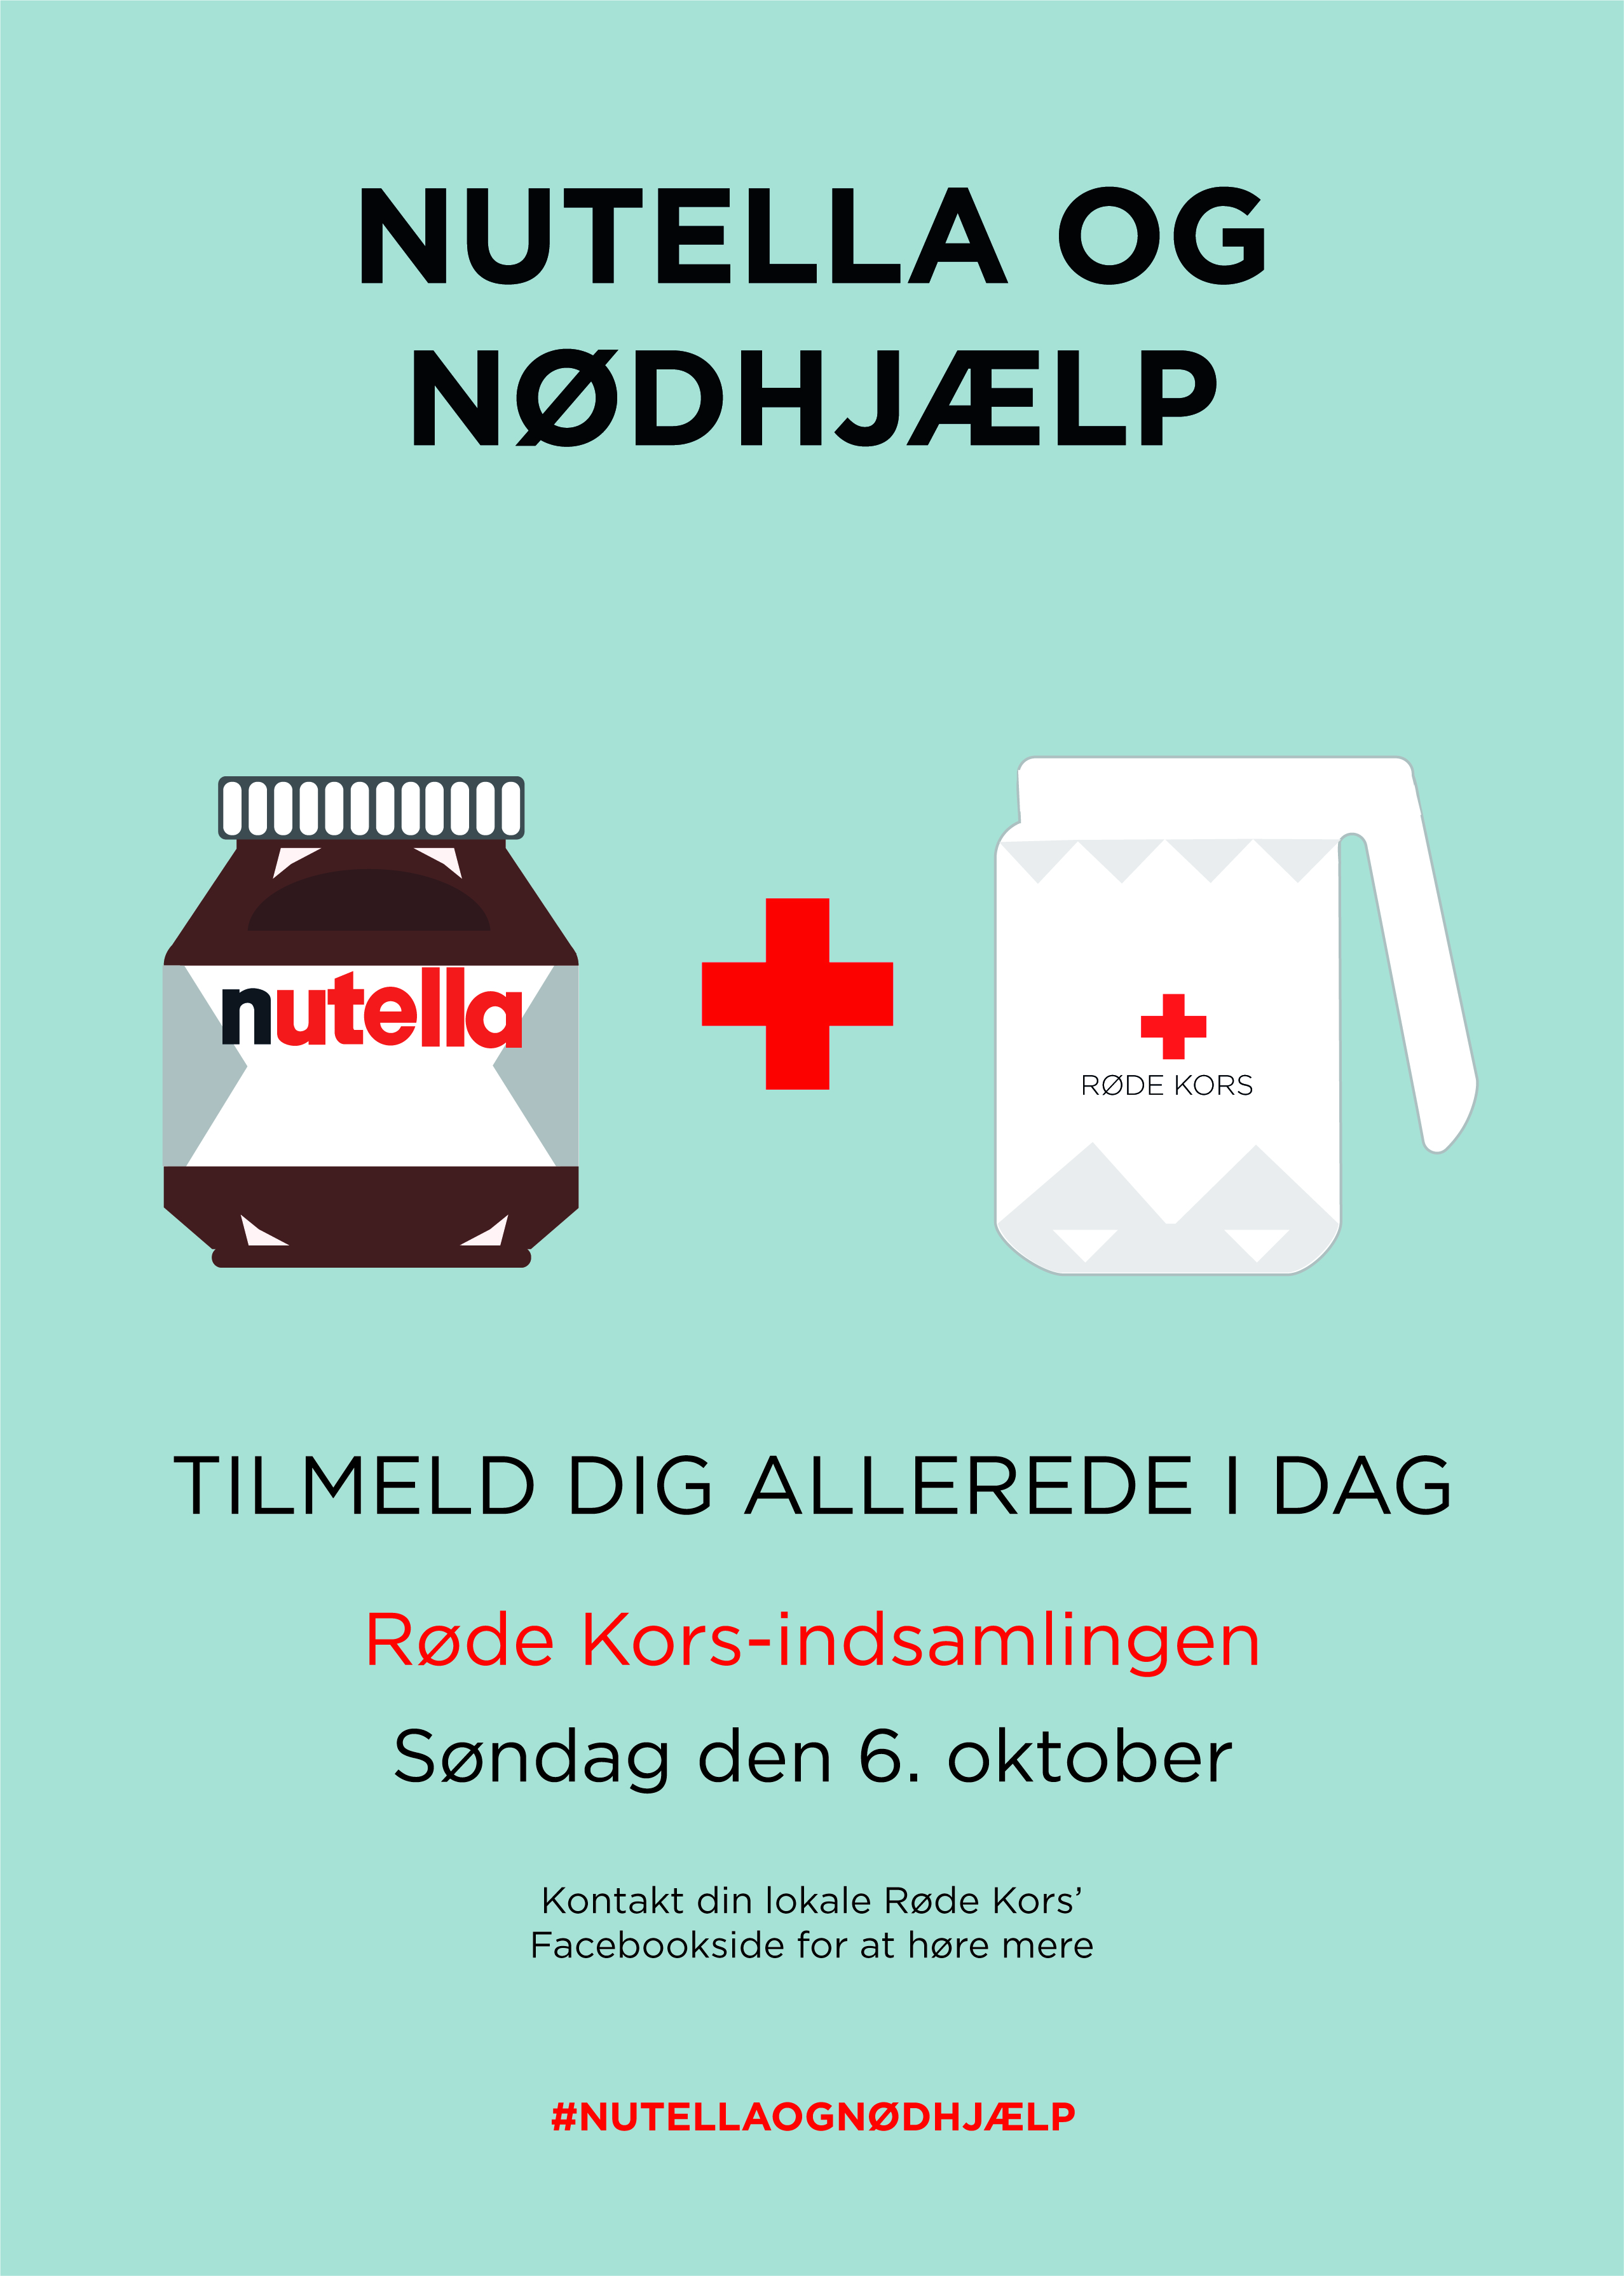 NUTELLA OG
NØDHJÆLP
nutella
RØDE KORS
TILMELD DIG ALLEREDE I DAG
Røde Kors-indsamlingen
Søndag den 6. oktober
Kontakt din lokale Røde Kors’
Facebookside for at høre mere
#NUTELLAOGNØDHJÆLP